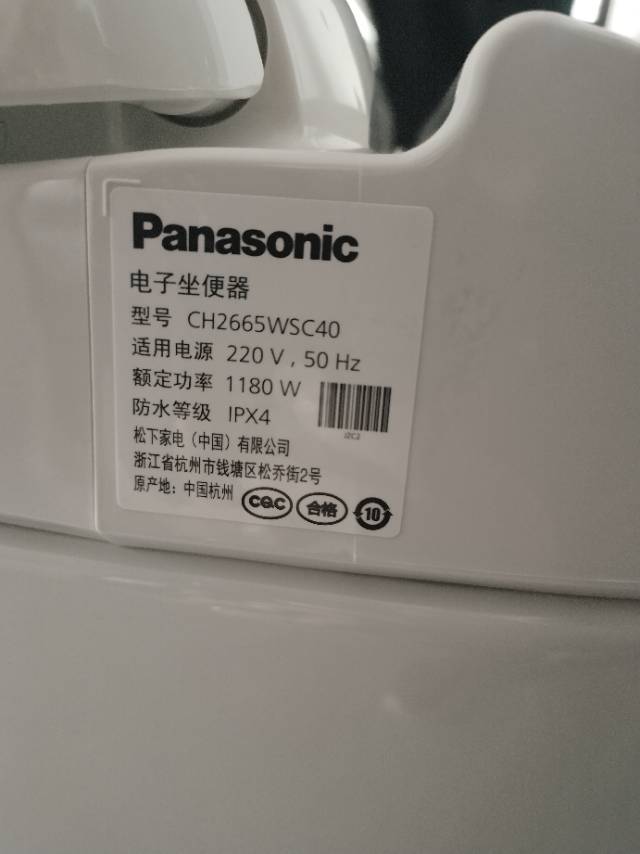 Panasonic
电子坐便器
型号 CH2665WSC40
适用电源 220 V , 50 Hz
额定功率 1180 W
防水等级 IPX4
J2C2
松下家电（中国）有限公司
浙江省杭州市钱塘区松乔街2号
原产地：中国杭州
CQC
合格
10